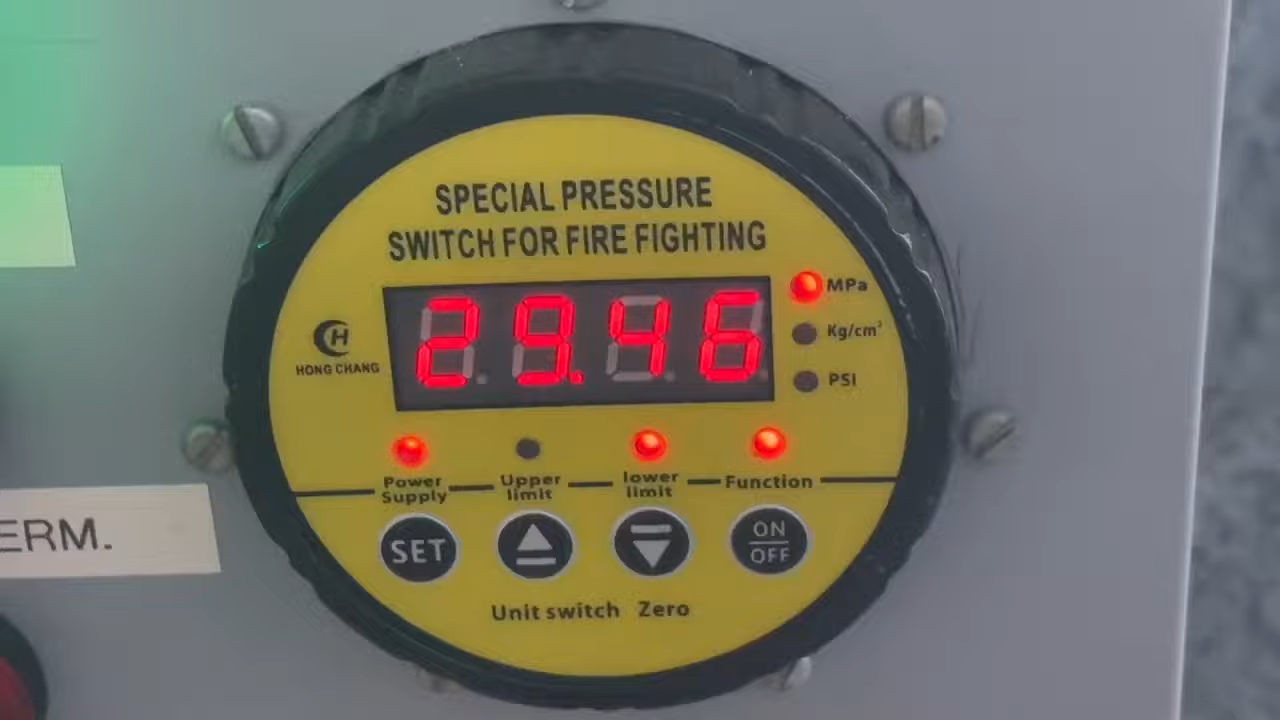 SPECIAL PRESSURE
SWITCH FOR FIRE FIGHTING
29.46
MPa
Kg/cm²
PSI
CH
HONG CHANG
Power Supply
Upper limit
lower limit
Function
SET
ON
OFF
Unit switch Zero
ERM.